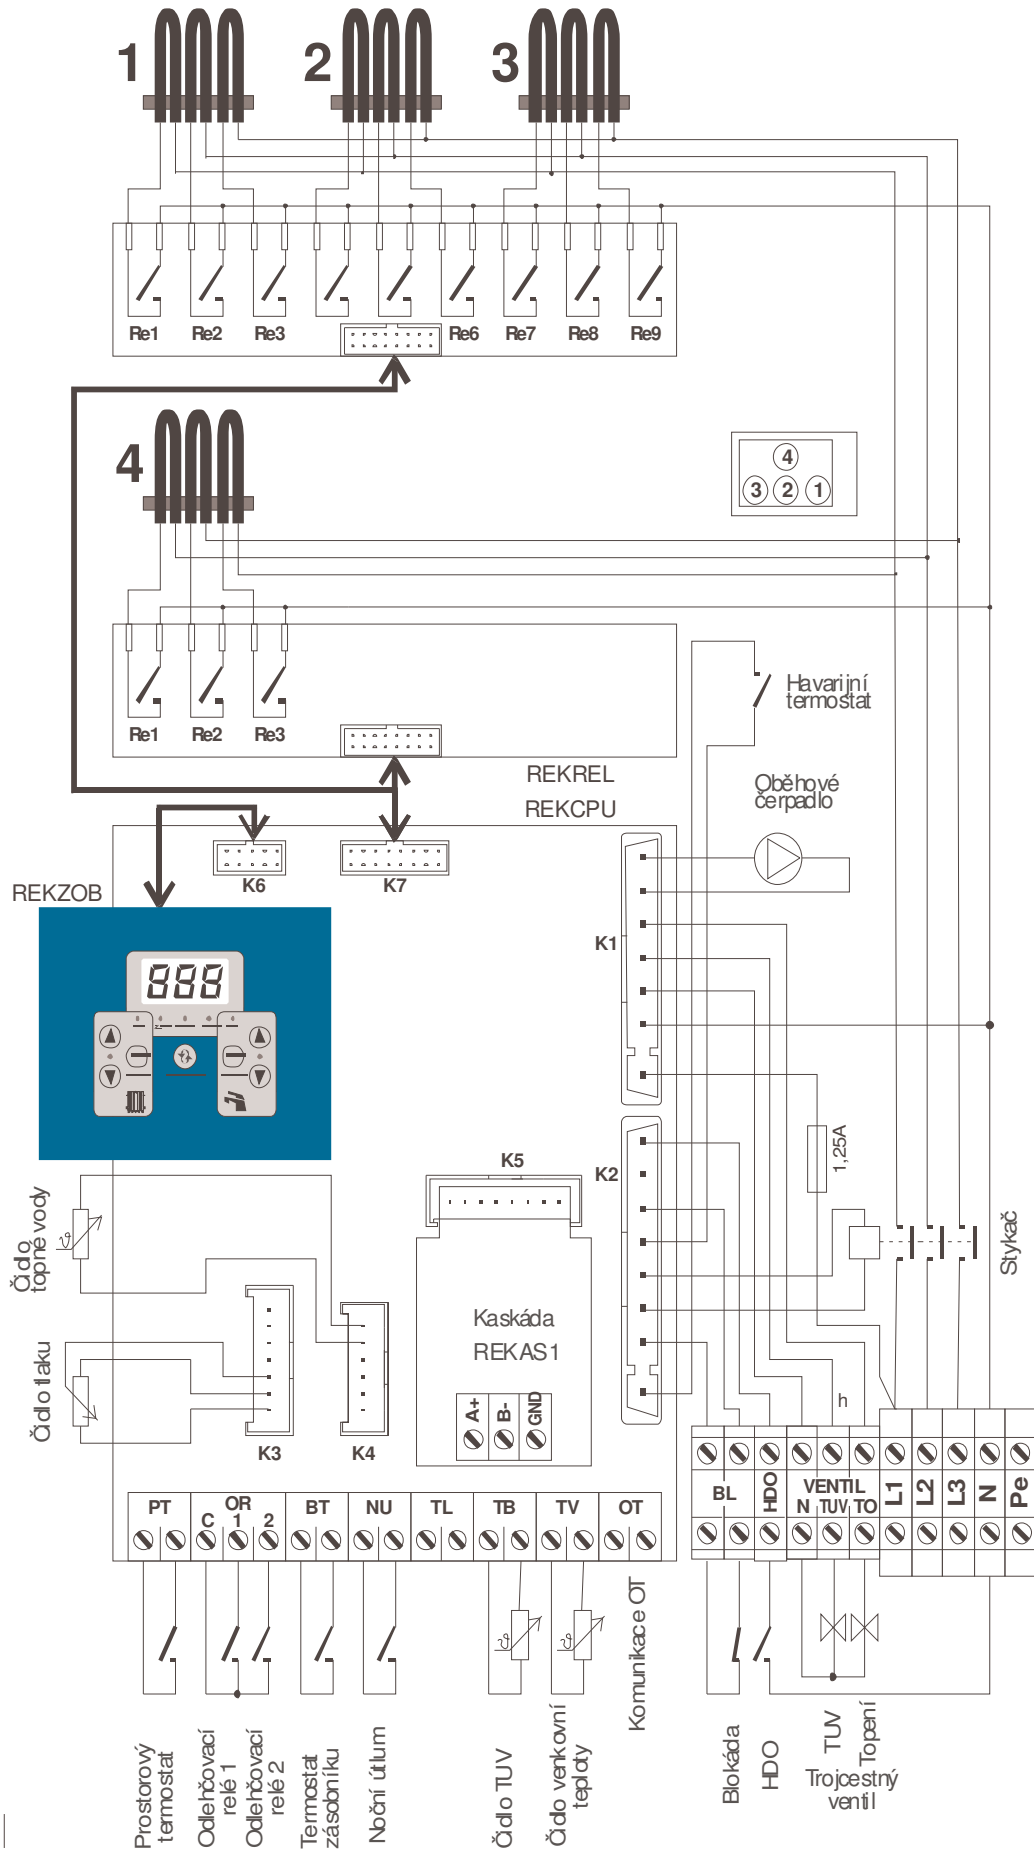 1 2 3
Re1 Re2 Re3 Re6 Re7 Re8 Re9
4
4
3 2 1
Re1 Re2 Re3
Havarijní
termostat
REKREL
REKCPU
Oběhové
čerpadlo
K6 K7
REKZOB
K1
888
1,25A
K5
K2
Čidlo
topné vody
Stykač
Kaskáda
REKAS1
Čidlo tlaku
A+ B- GND
K3 K4
h
PT OR BT NU TL TB TV OT
C 1 2
BL HDO VENTIL L1 L2 L3 N Pe
N TUV TO
Komunikace OT
Prostorový
termostat
Odlehčovací
relé 1
Odlehčovací
relé 2
Termostat
zásobníku
Noční útlum
Čidlo TUV
Čidlo venkovní
teploty
Blokáda
HDO
TUV
Topení
Trojcestný
ventil